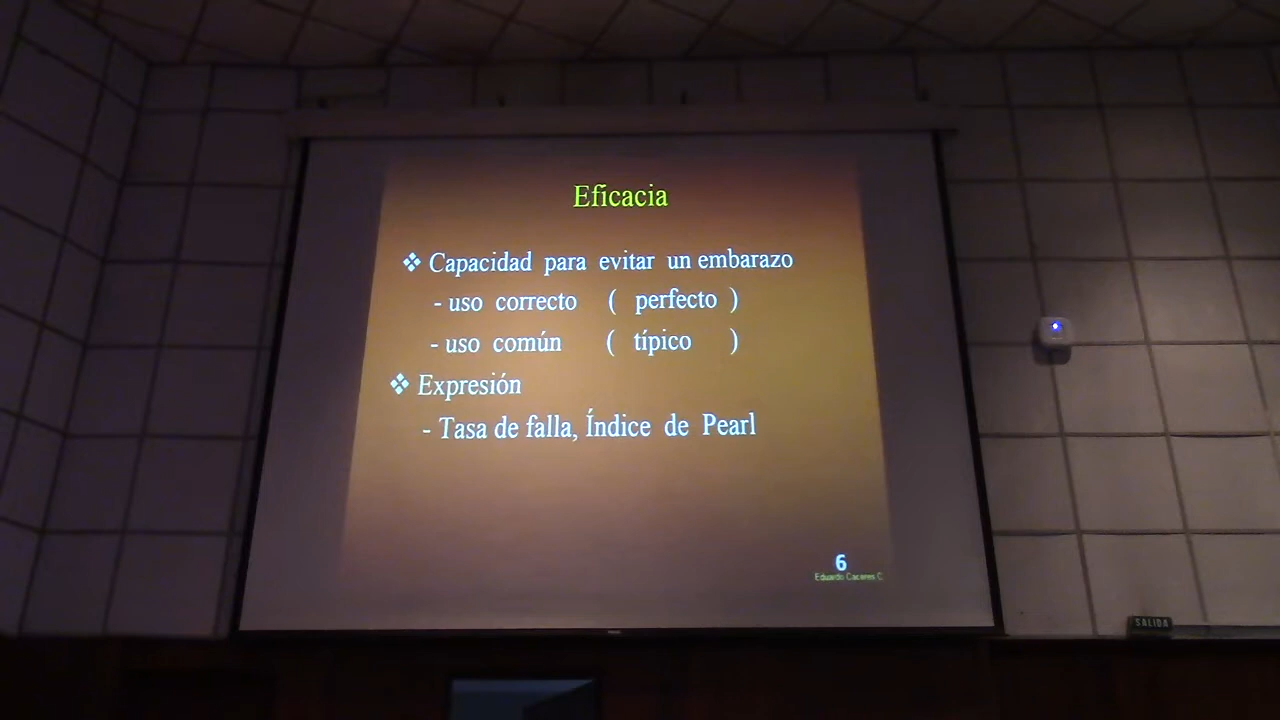 Eficacia
❖ Capacidad para evitar un embarazo
- uso correcto ( perfecto )
- uso común ( típico )
❖ Expresión
- Tasa de falla, Índice de Pearl
6
Eduardo Caceres C
SALIDA